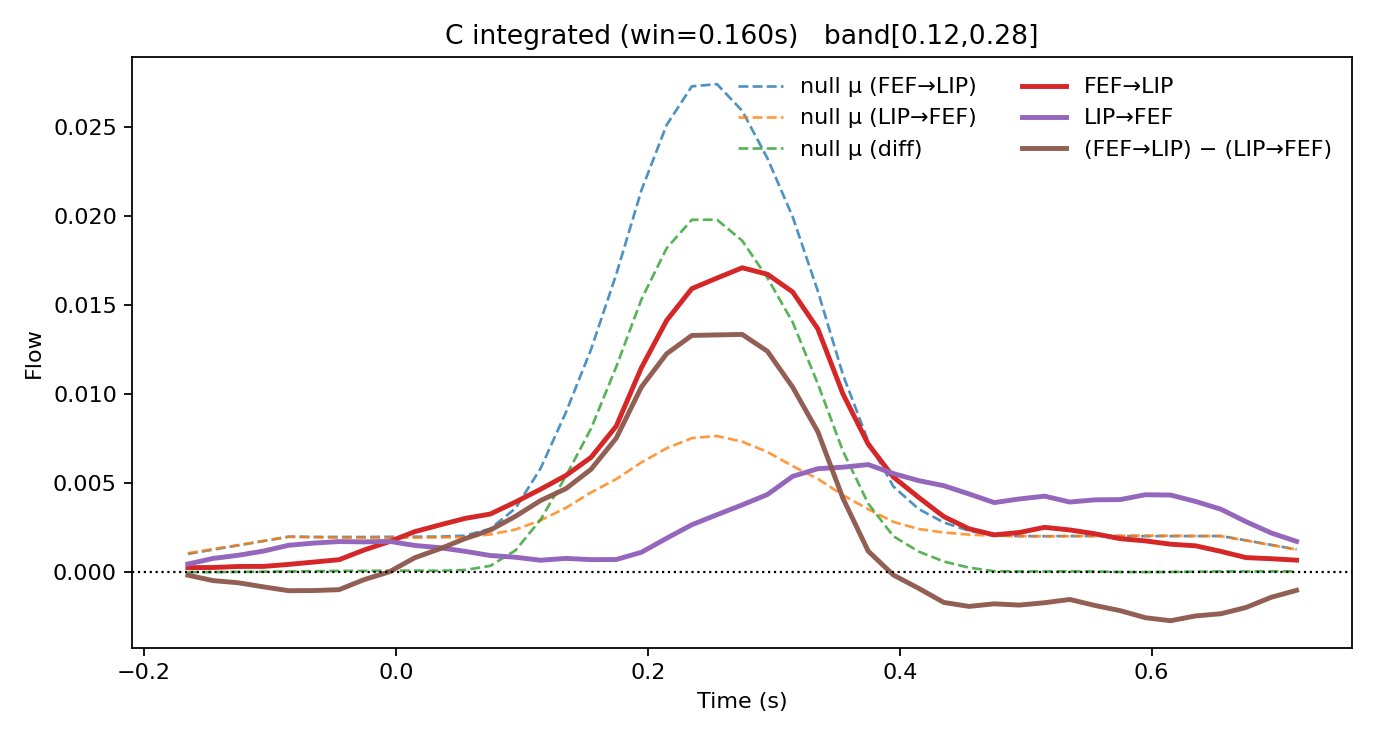 C integrated (win=0.160s)   band[0.12,0.28]
null μ (FEF→LIP)
null μ (LIP→FEF)
null μ (diff)
FEF→LIP
LIP→FEF
(FEF→LIP) − (LIP→FEF)
Flow
0.025
0.020
0.015
0.010
0.005
0.000
−0.2
0.0
0.2
0.4
0.6
Time (s)